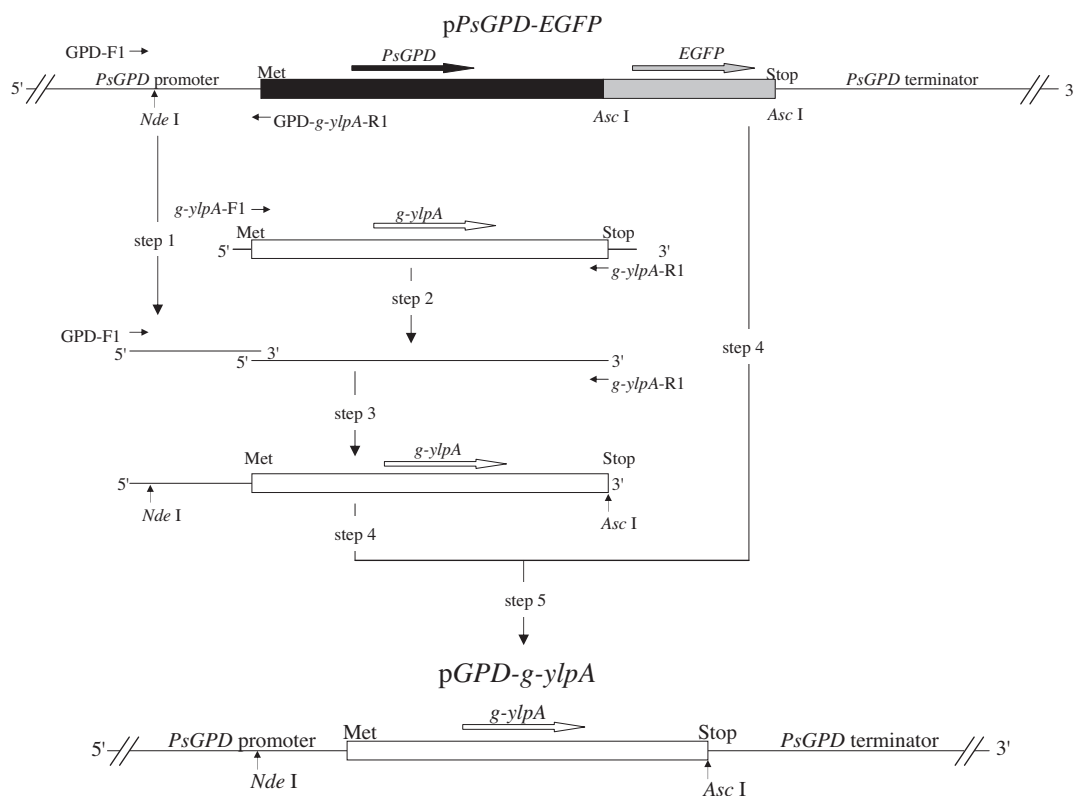 pPsGPD-EGFP
GPD-F1
PsGPD
EGFP
5' PsGPD promoter Met Stop PsGPD terminator 3
Nde I GPD-g-ylpA-R1 Asc I Asc I
g-ylpA-F1
g-ylpA
Met Stop
step 1 5' 3'
g-ylpA-R1
step 2
GPD-F1
5' 3' step 4
5' 3'
g-ylpA-R1
step 3
Met g-ylpA Stop
5' 3'
Nde I Asc I
step 4
step 5
pGPD-g-ylpA
g-ylpA
5' PsGPD promoter Met Stop PsGPD terminator 3'
Nde I Asc I